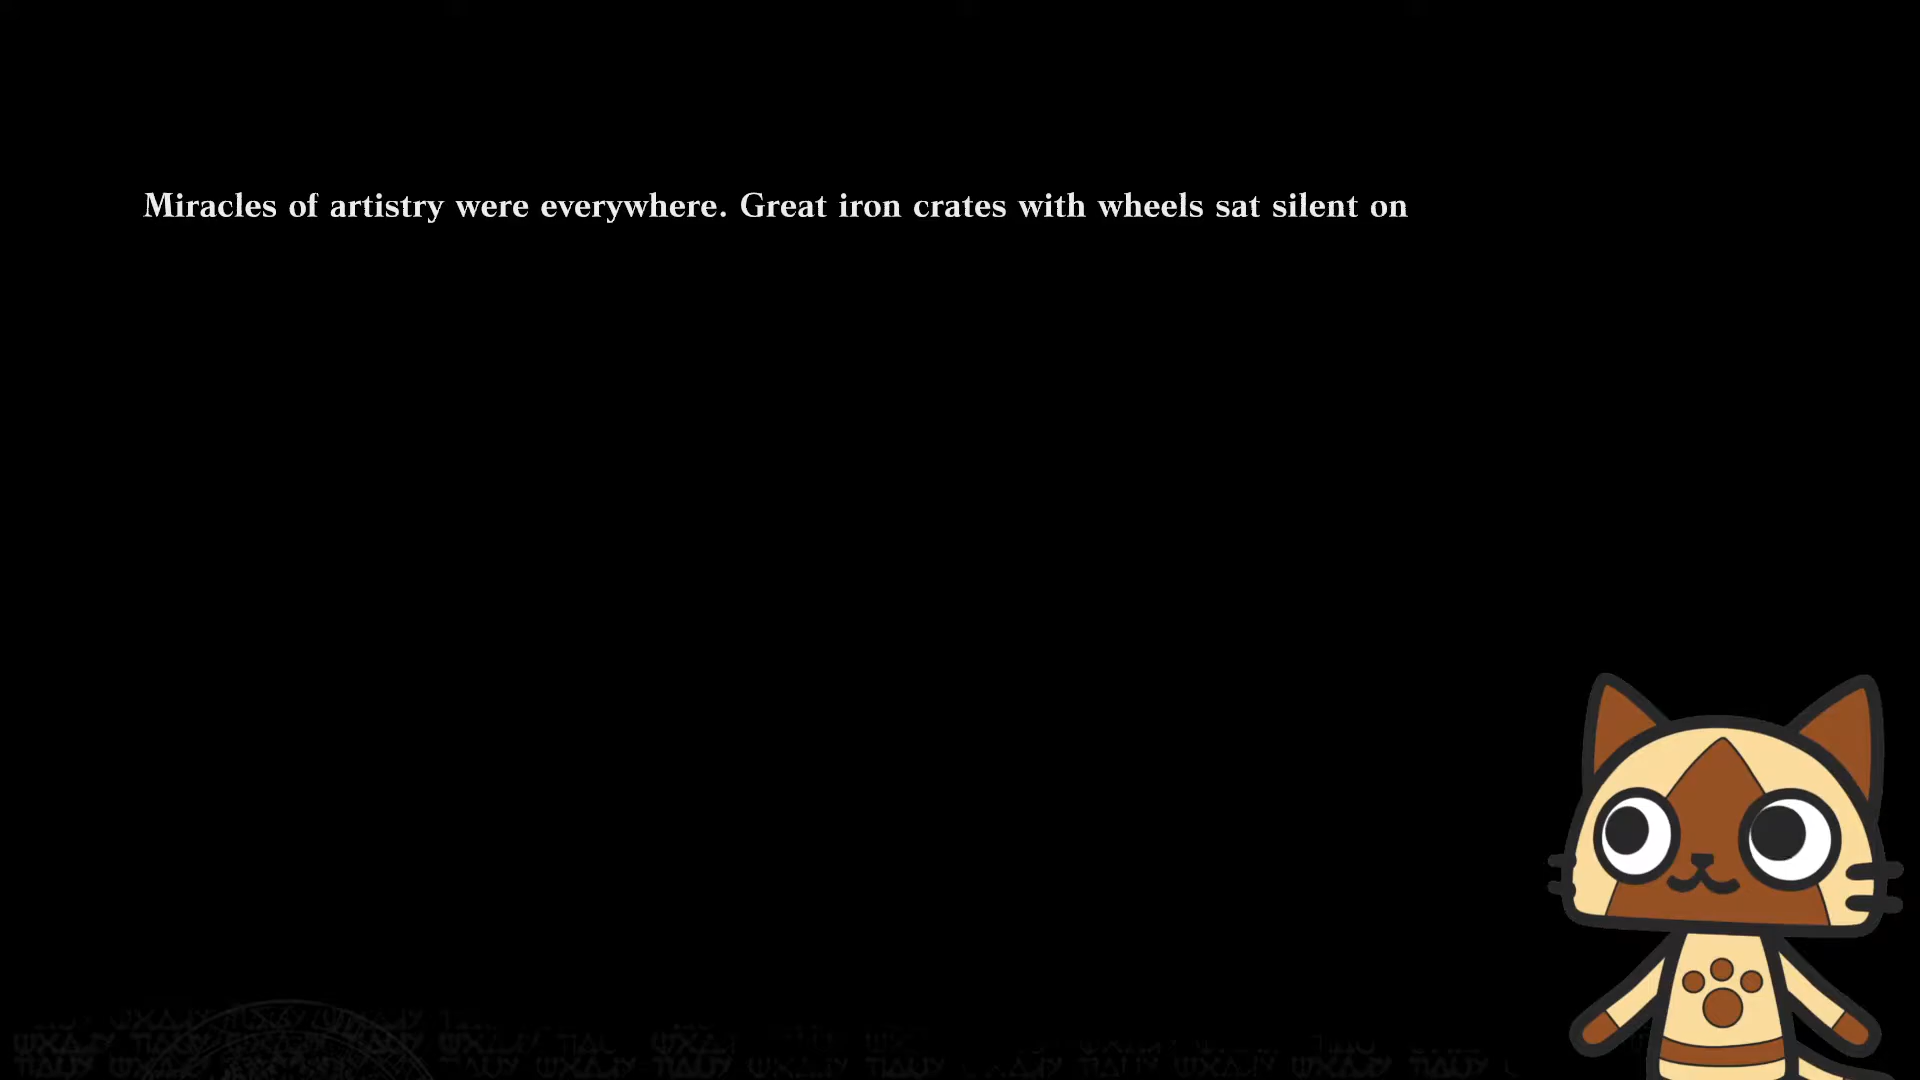 Miracles of artistry were everywhere. Great iron crates with wheels sat silent on